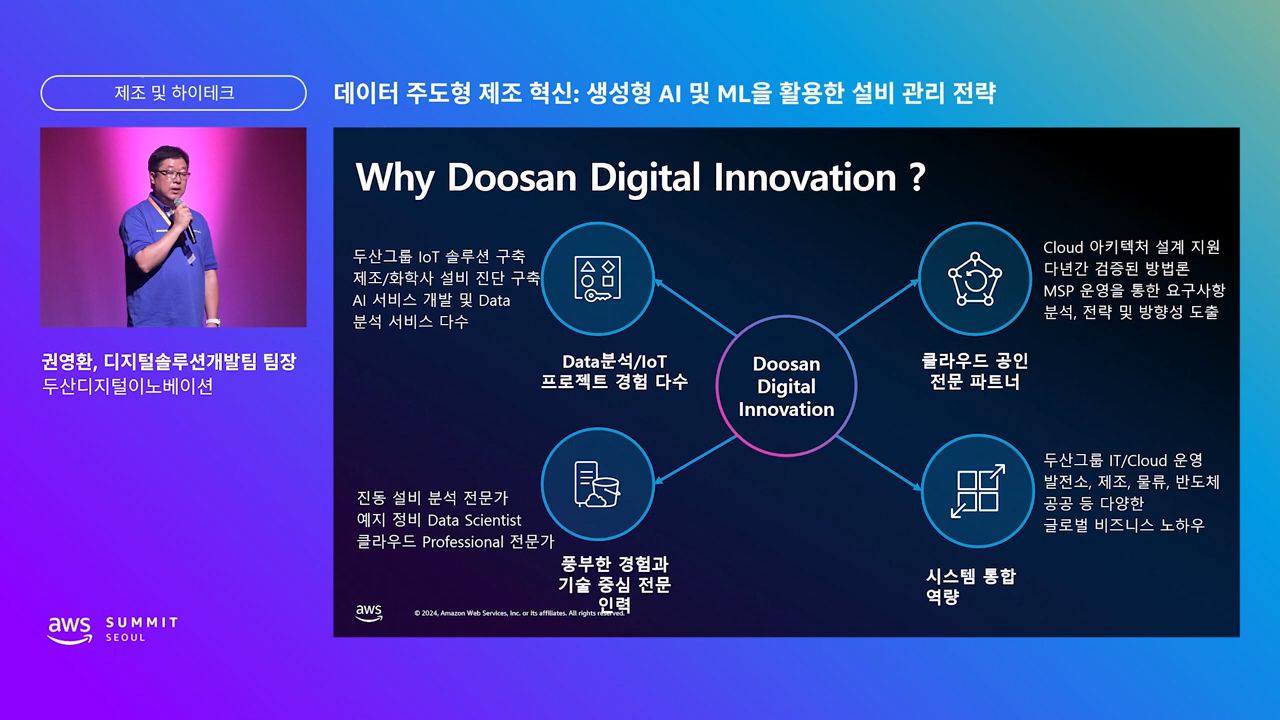 제조 및 하이테크
데이터 주도형 제조 혁신: 생성형 AI 및 ML을 활용한 설비 관리 전략
권영환, 디지털솔루션개발팀 팀장
두산디지털이노베이션
aws SUMMIT
SEOUL
Why Doosan Digital Innovation ?
두산그룹 IoT 솔루션 구축
제조/화학사 설비 진단 구축
AI 서비스 개발 및 Data
분석 서비스 다수
Data분석/IoT
프로젝트 경험 다수
Cloud 아키텍처 설계 지원
다년간 검증된 방법론
MSP 운영을 통한 요구사항
분석, 전략 및 방향성 도출
클라우드 공인
전문 파트너
Doosan
Digital
Innovation
진동 설비 분석 전문가
예지 정비 Data Scientist
클라우드 Professional 전문가
풍부한 경험과
기술 중심 전문
인력
두산그룹 IT/Cloud 운영
발전소, 제조, 물류, 반도체
공공 등 다양한
글로벌 비즈니스 노하우
시스템 통합
역량
aws
© 2024, Amazon Web Services, Inc. or its affiliates. All rights reserved.